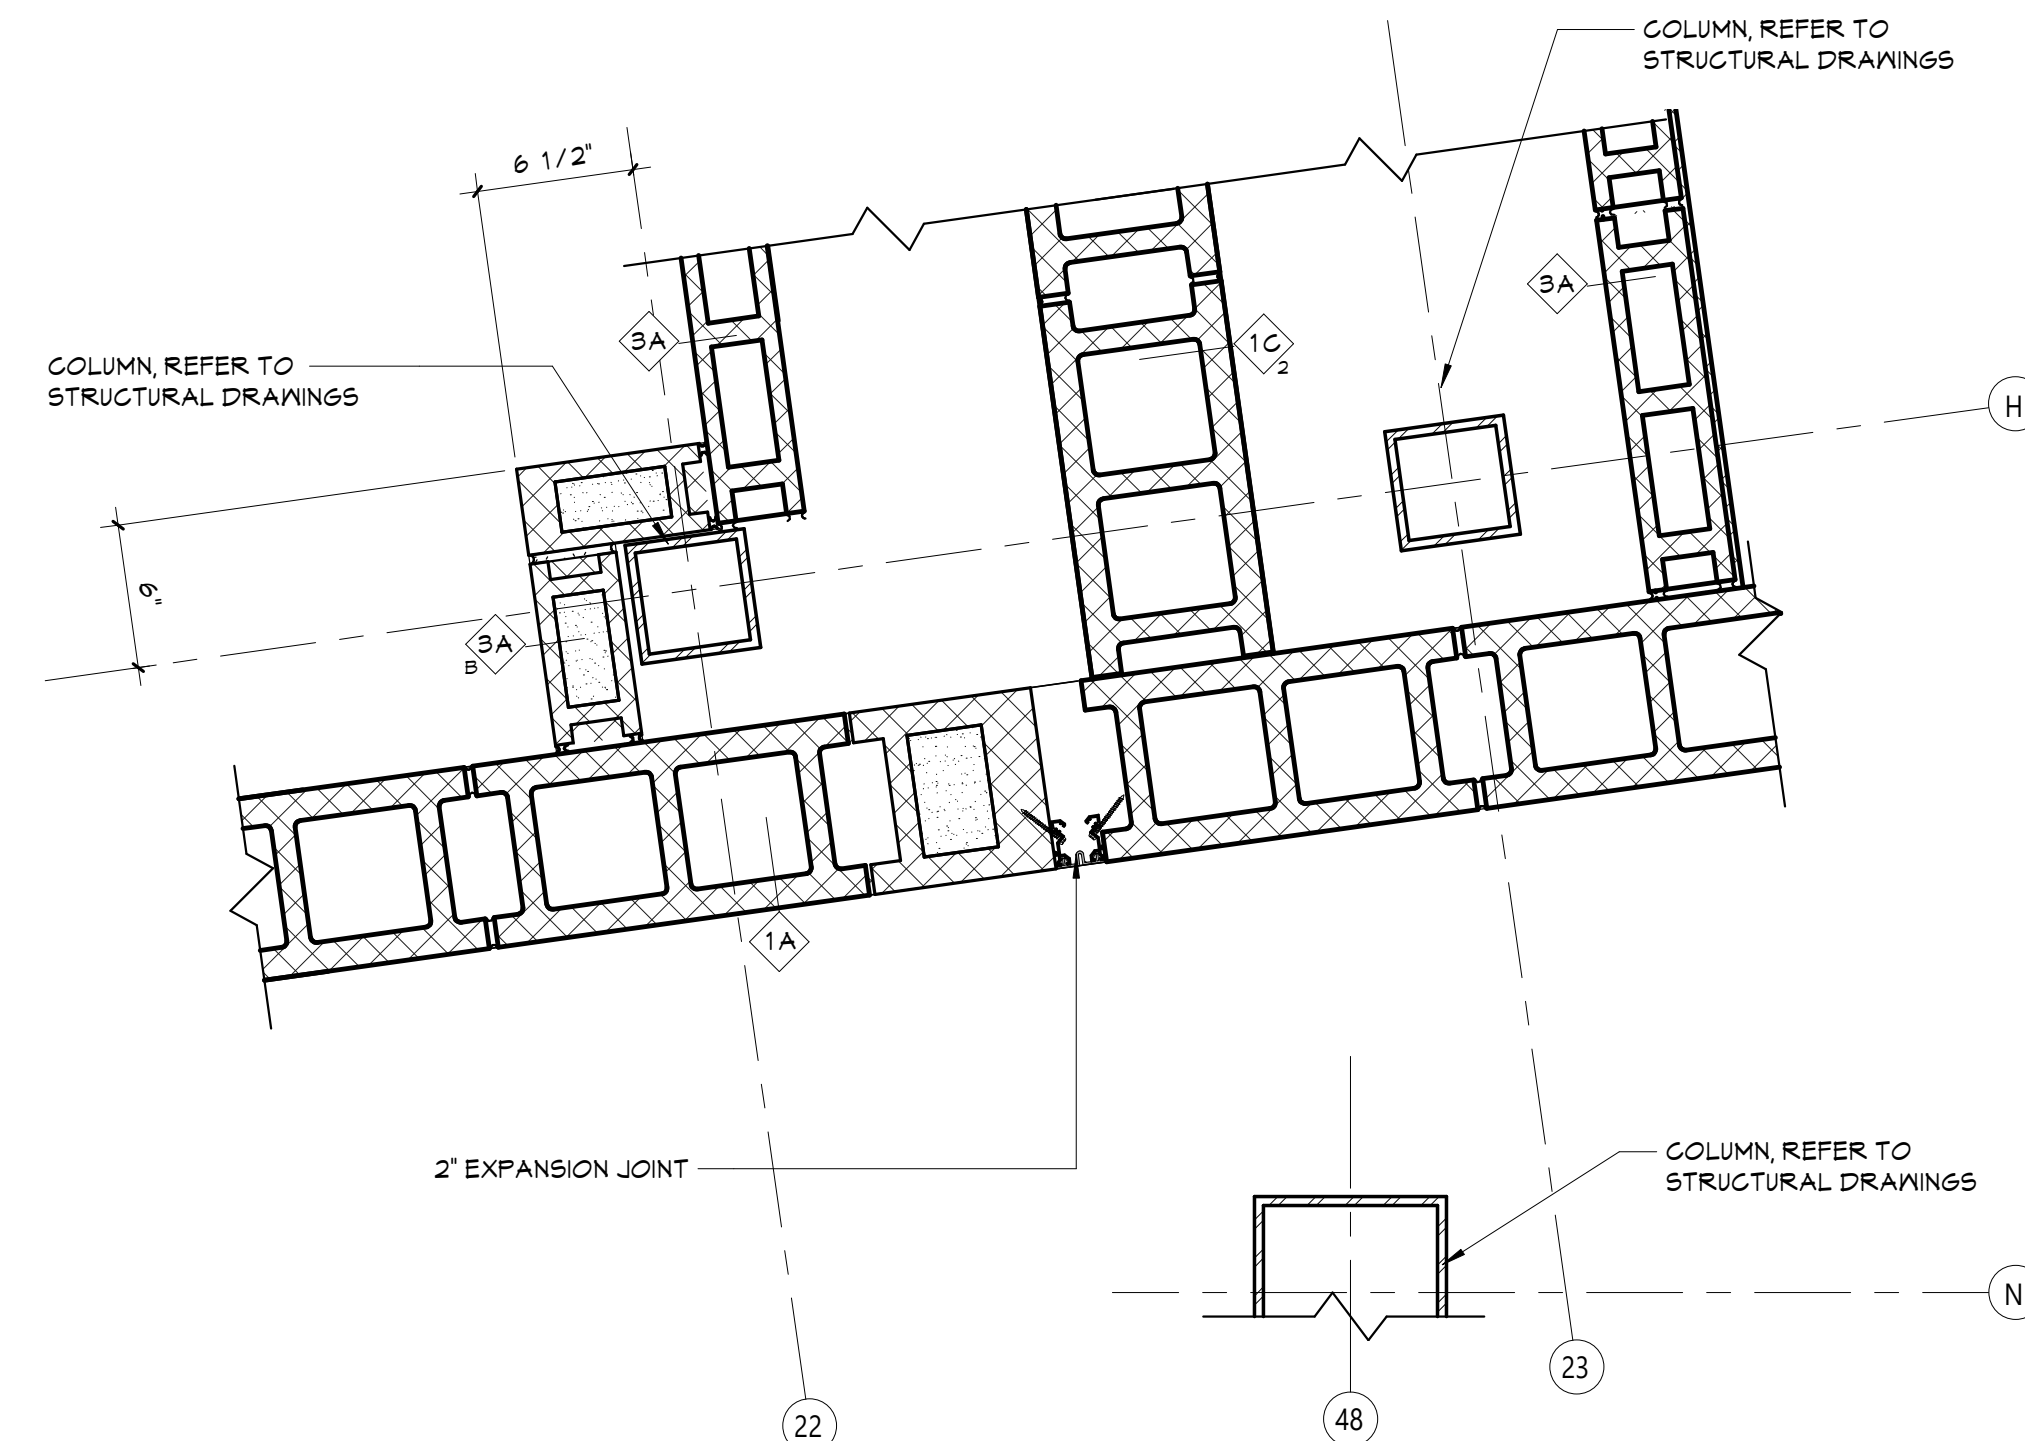 COLUMN, REFER TO
STRUCTURAL DRAWINGS
6 1/2"
3A
3A
1C
2
COLUMN, REFER TO
STRUCTURAL DRAWINGS
H
6"
3A
B
1A
2" EXPANSION JOINT
COLUMN, REFER TO
STRUCTURAL DRAWINGS
N
23
48
22